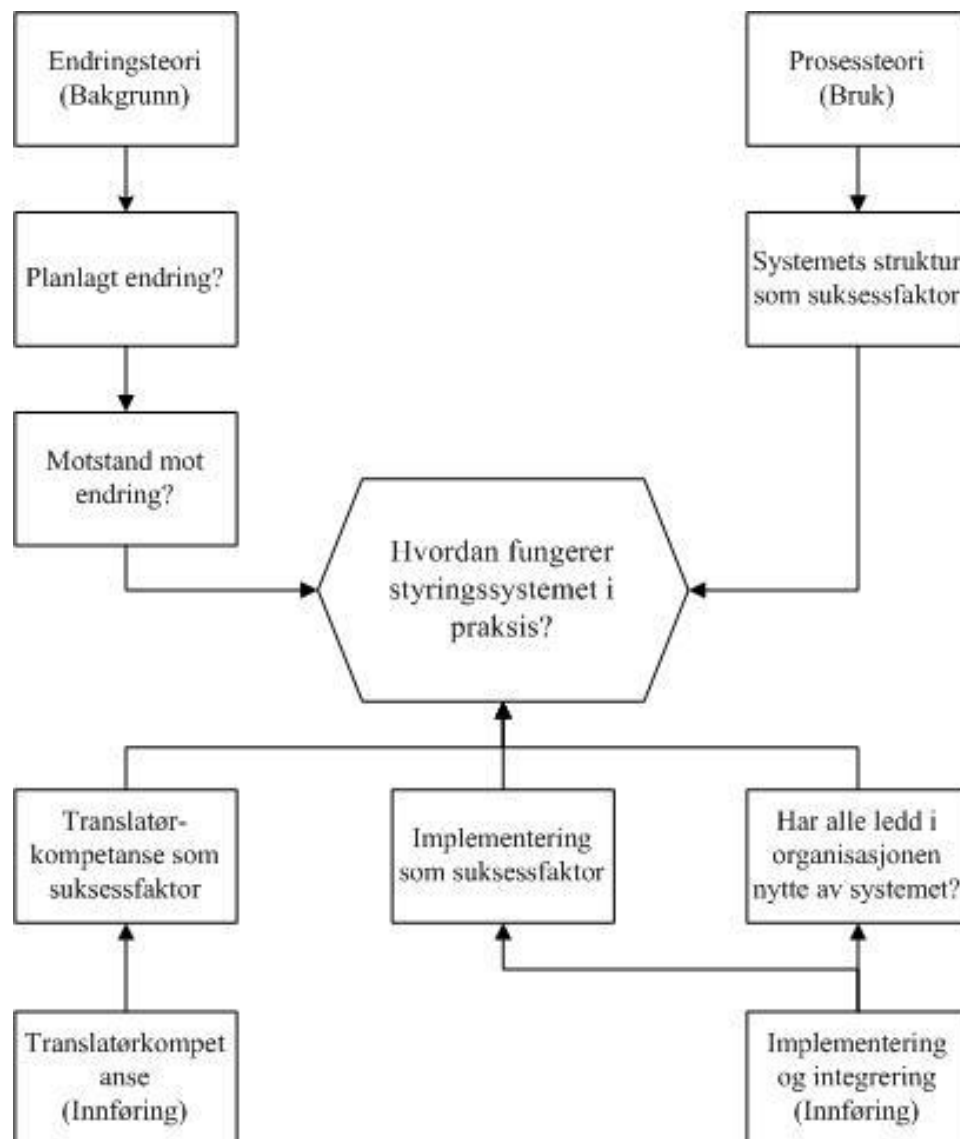 Endringsteori
(Bakgrunn)
Prosessteori
(Bruk)
Planlagt endring?
Systemets struktur
som suksessfaktor
Motstand mot
endring?
Hvordan fungerer
styringssystemet i
praksis?
Translatør-
kompetanse som
suksessfaktor
Implementering
som suksessfaktor
Har alle ledd i
organisasjonen
nytte av systemet?
Translatørkompet
anse
(Innføring)
Implementering
og integrering
(Innføring)